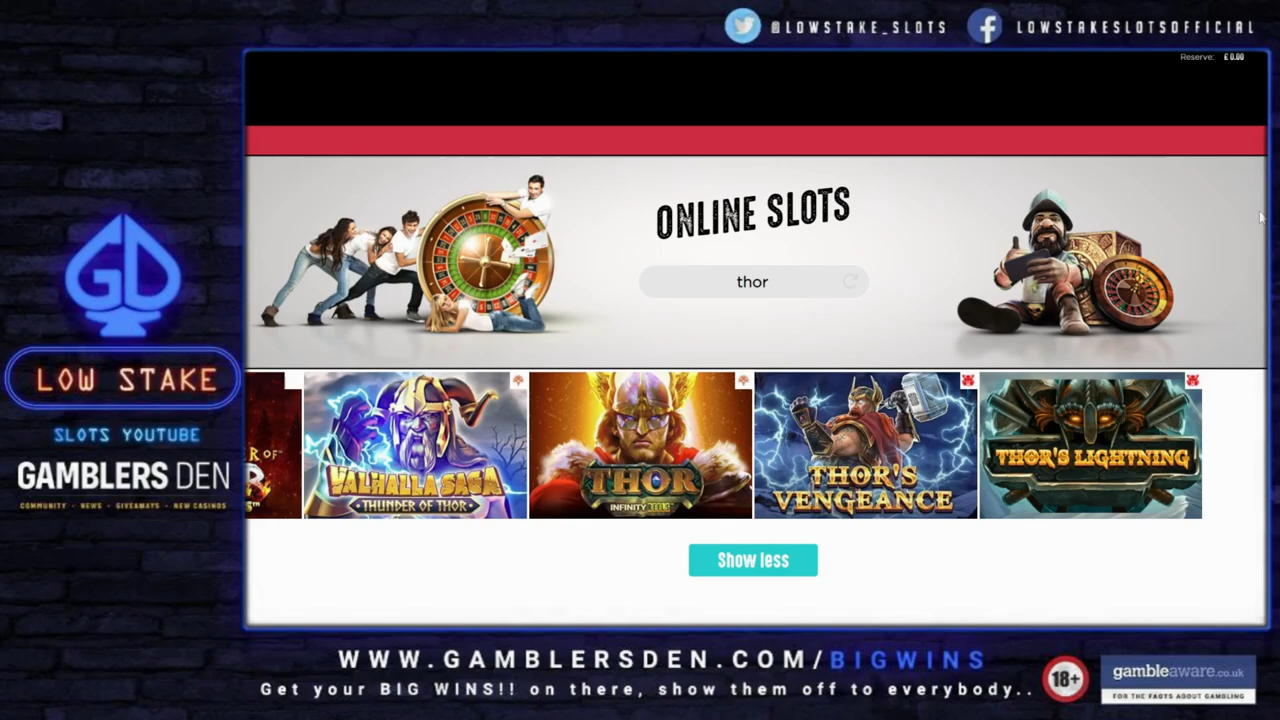 @LOWSTAKE_SLOTS
LOWSTAKESLOTSOFFICIAL
Reserve: £0.00
ONLINE SLOTS
thor
GD
LOW STAKE
SLOTS YOUTUBE
GAMBLERS DEN
COMMUNITY - NEWS - GIVEAWAYS - NEW CASINOS
R OF™
VALHALLA SAGA
• THUNDER OF THOR •
THOR
INFINITY REELS™
THOR'S
VENGEANCE
THOR'S LIGHTNING
Show less
WWW.GAMBLERSDEN.COM/BIGWINS
Get your BIG WINS!! on there, show them off to everybody..
18+
gambleaware.co.uk
FOR THE FACTS ABOUT GAMBLING